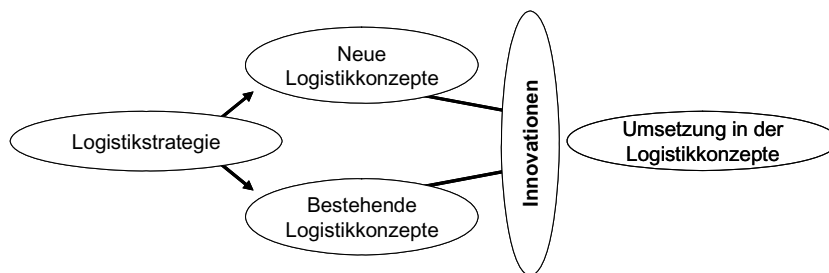 Neue
Logistikkonzepte
Logistikstrategie
Bestehende
Logistikkonzepte
Innovationen
Umsetzung in der
Logistikkonzepte